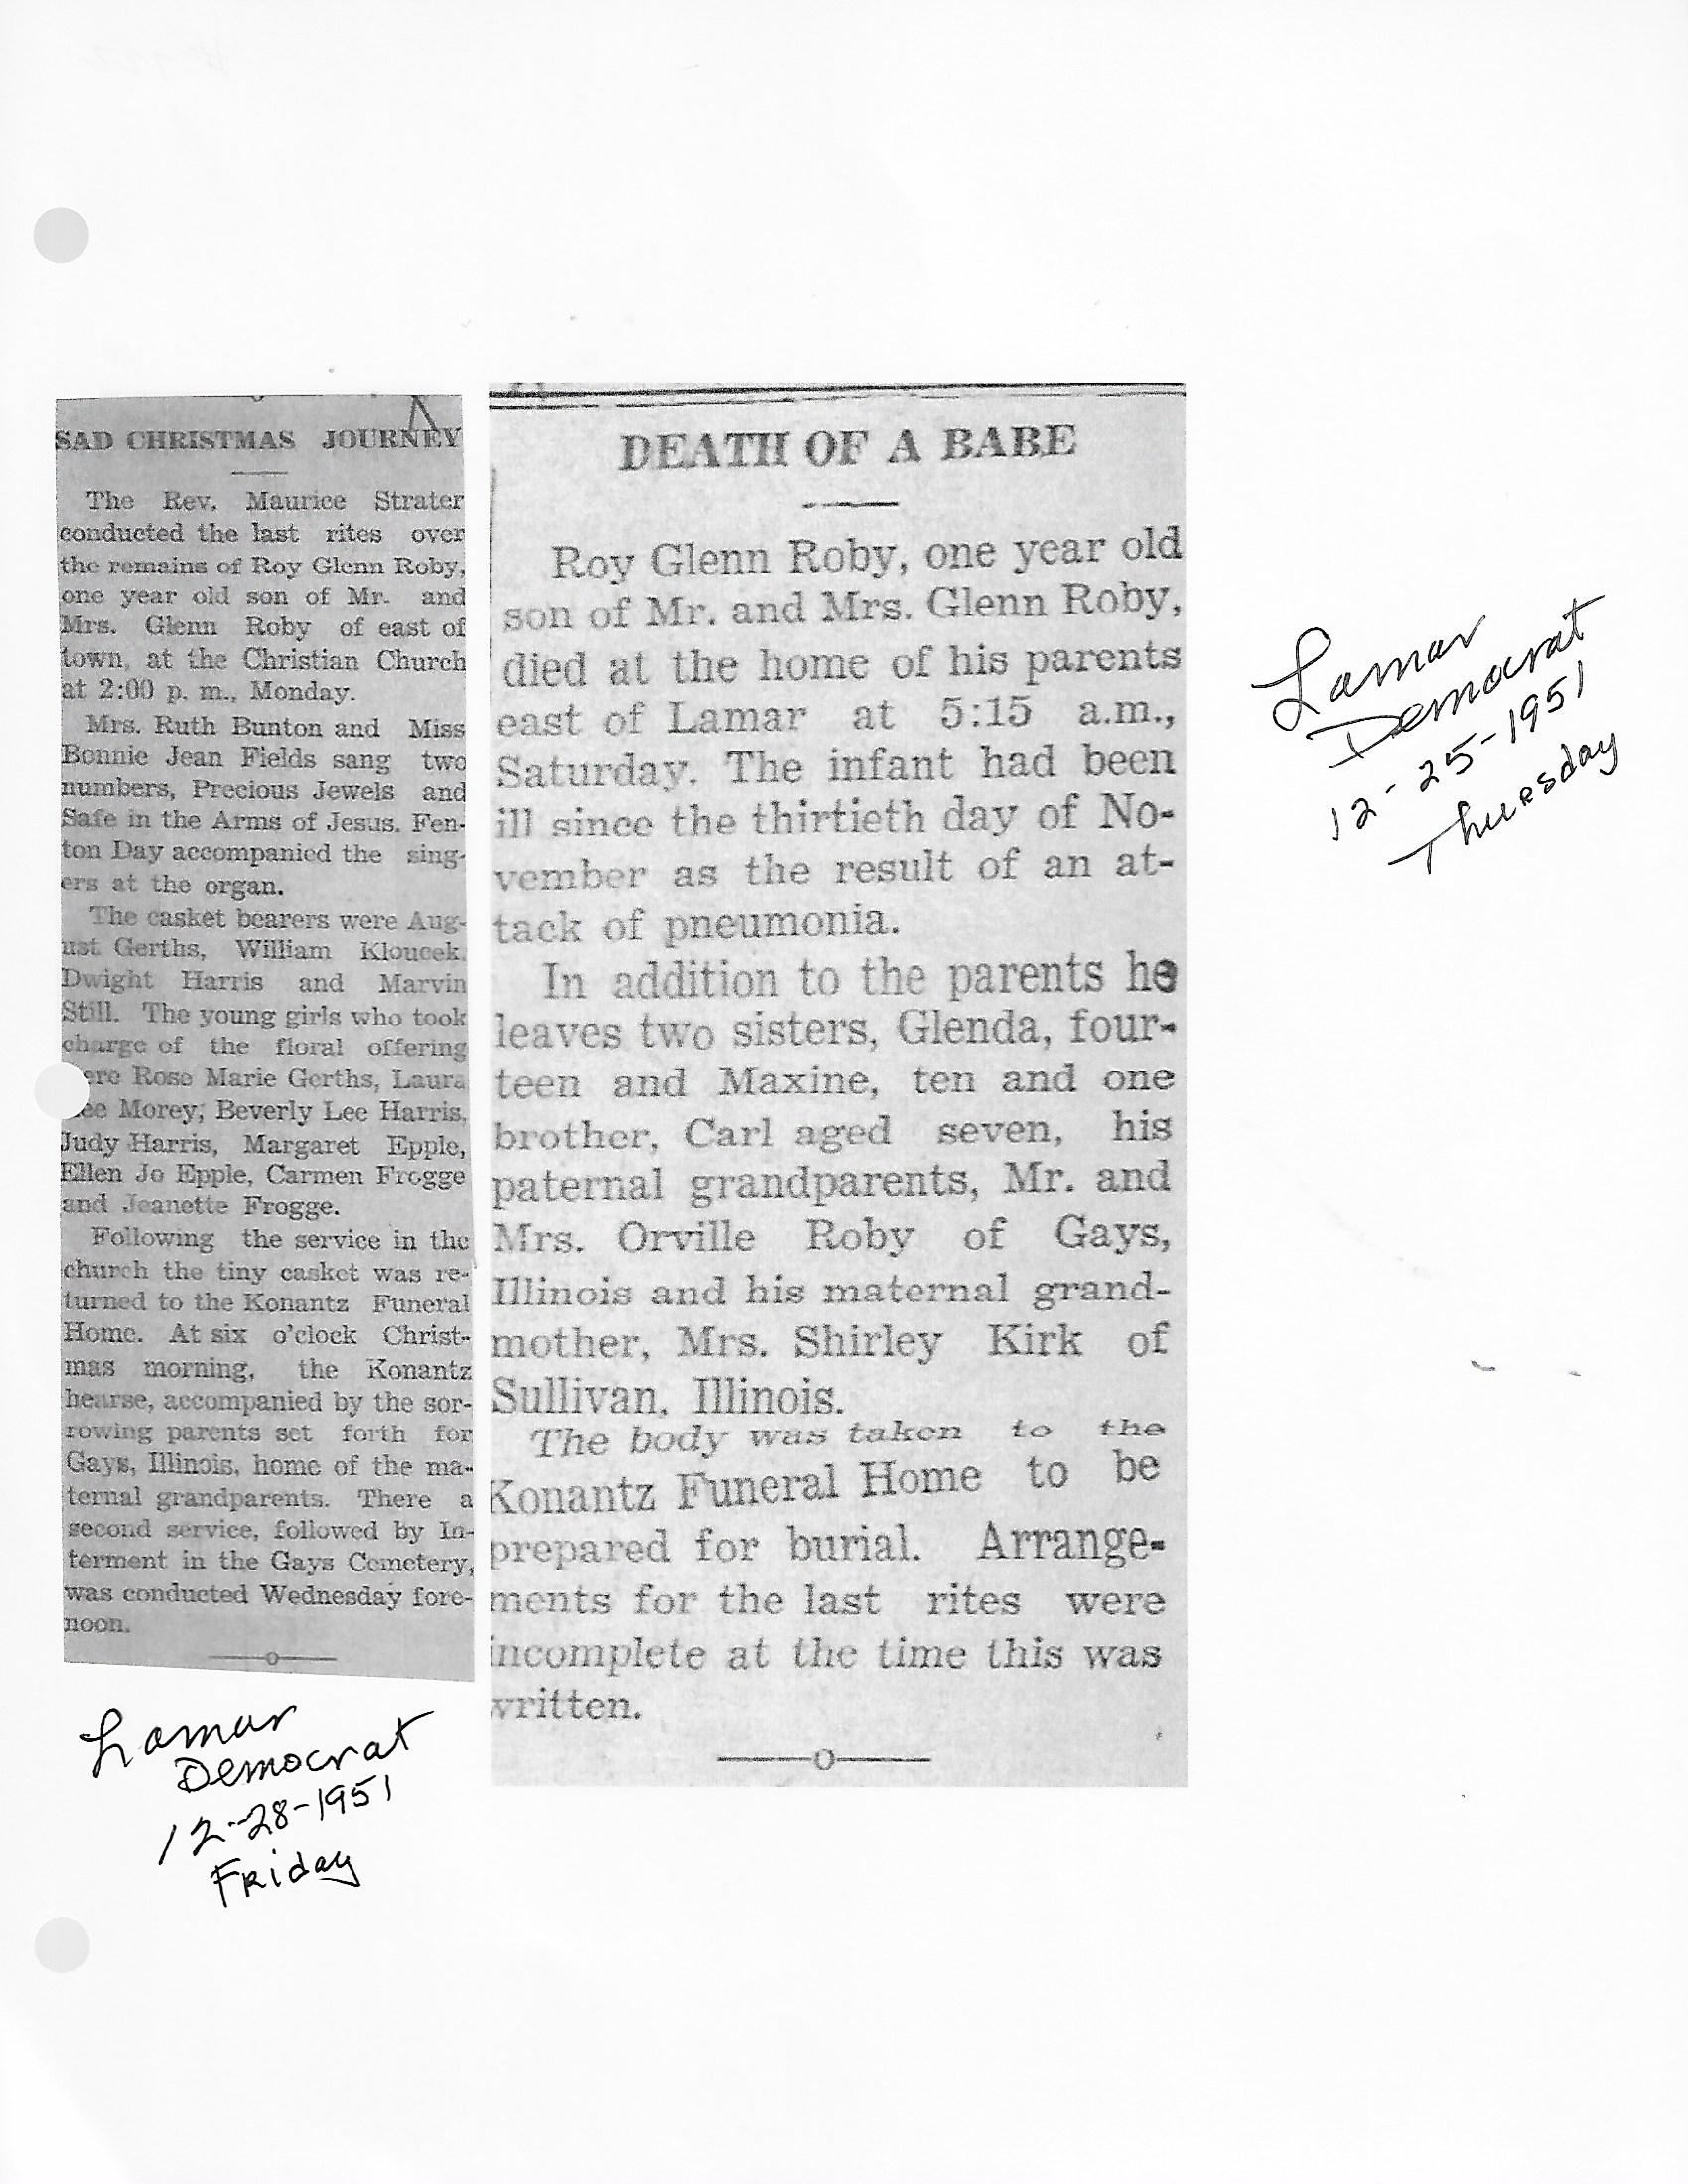 SAD CHRISTMAS JOURNEY
The Rev. Maurice Strater
conducted the last rites over
the remains of Roy Glenn Roby,
one year old son of Mr. and
Mrs. Glenn Roby of east of
town, at the Christian Church
at 2:00 p. m., Monday.
Mrs. Ruth Bunton and Miss
Bonnie Jean Fields sang two
numbers, Precious Jewels and
Safe in the Arms of Jesus. Fen-
ton Day accompanied the sing-
ers at the organ.
The casket bearers were Aug-
ust Gerths, William Kloucek,
Dwight Harris and Marvin
Still. The young girls who took
charge of the floral offering
ere Rose Marie Gerths, Laura
ee Morey, Beverly Lee Harris,
Judy Harris, Margaret Epple,
Ellen Jo Epple, Carmen Frogge
and Jeanette Frogge.
Following the service in the
church the tiny casket was re-
turned to the Konantz Funeral
Home. At six o'clock Christ-
mas morning, the Konantz
hearse, accompanied by the sor-
rowing parents set forth for
Gays, Illinois, home of the ma-
ternal grandparents. There a
second service, followed by In-
terment in the Gays Cemetery,
was conducted Wednesday fore-
noon.
Lamar
Democrat
12-28-1951
Friday
DEATH OF A BABE
Roy Glenn Roby, one year old
son of Mr. and Mrs. Glenn Roby,
died at the home of his parents
east of Lamar at 5:15 a.m.,
Saturday. The infant had been
ill since the thirtieth day of No-
vember as the result of an at-
tack of pneumonia.
In addition to the parents he
leaves two sisters, Glenda, four-
teen and Maxine, ten and one
brother, Carl aged seven, his
paternal grandparents, Mr. and
Mrs. Orville Roby of Gays,
Illinois and his maternal grand-
mother, Mrs. Shirley Kirk of
Sullivan, Illinois.
The body was taken to the
Konantz Funeral Home to be
prepared for burial. Arrange-
ments for the last rites were
incomplete at the time this was
written.
Lamar
Democrat
12-25-1951
Thursday